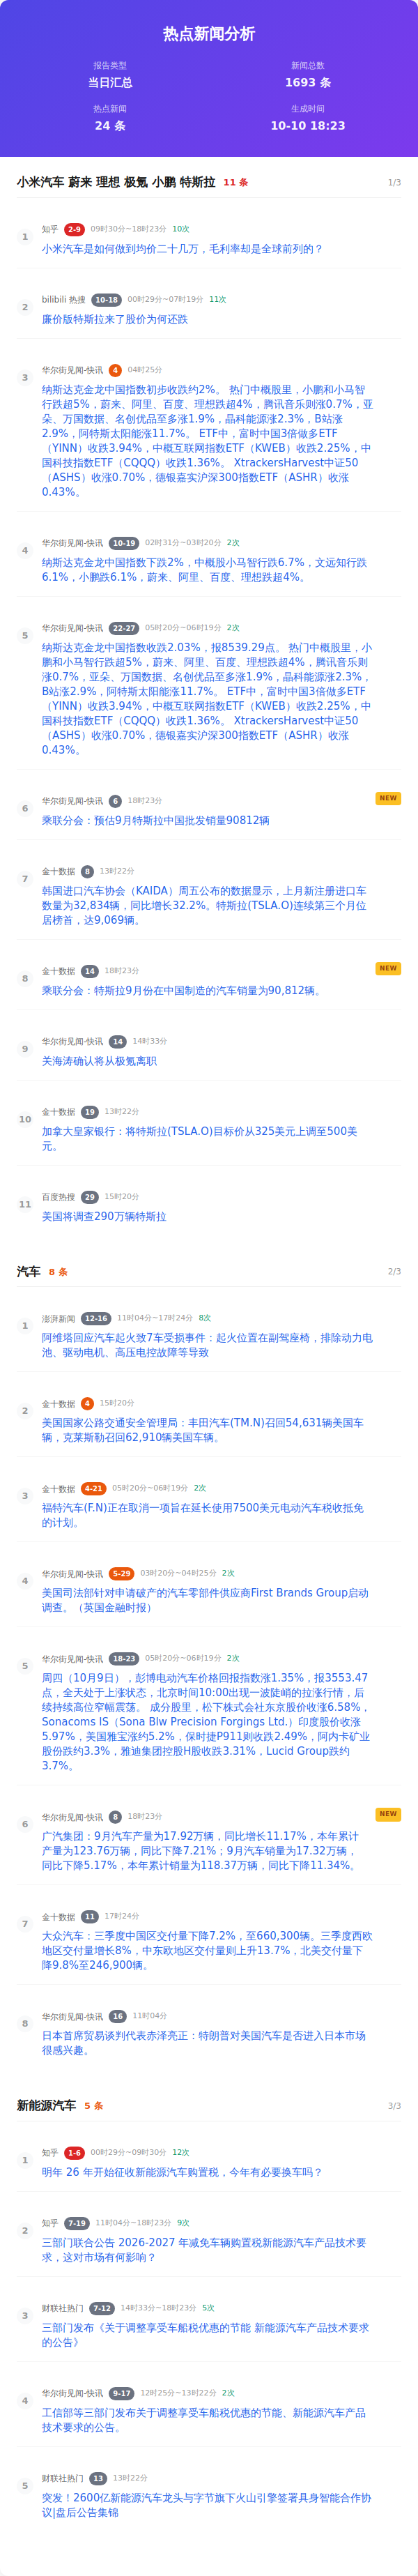 热点新闻分析
报告类型
新闻总数
当日汇总
1693 条
热点新闻
生成时间
24 条
10-10 18:23
小米汽车 蔚来 理想 极氪 小鹏 特斯拉 11 条 1/3
1
知乎 2-9 09时30分~18时23分 10次
小米汽车是如何做到均价二十几万，毛利率却是全球前列的？
2
bilibili 热搜 10-18 00时29分~07时19分 11次
廉价版特斯拉来了股价为何还跌
3
华尔街见闻-快讯 4 04时25分
纳斯达克金龙中国指数初步收跌约2%。 热门中概股里，小鹏和小马智
行跌超5%，蔚来、阿里、百度、理想跌超4%，腾讯音乐则涨0.7%，亚
朵、万国数据、名创优品至多涨1.9%，晶科能源涨2.3%，B站涨
2.9%，阿特斯太阳能涨11.7%。 ETF中，富时中国3倍做多ETF
（YINN）收跌3.94%，中概互联网指数ETF（KWEB）收跌2.25%，中
国科技指数ETF（CQQQ）收跌1.36%。 XtrackersHarvest中证50
（ASHS）收涨0.70%，德银嘉实沪深300指数ETF（ASHR）收涨
0.43%。
4
华尔街见闻-快讯 10-19 02时31分~03时20分 2次
纳斯达克金龙中国指数下跌2%，中概股小马智行跌6.7%，文远知行跌
6.1%，小鹏跌6.1%，蔚来、阿里、百度、理想跌超4%。
5
华尔街见闻-快讯 22-27 05时20分~06时19分 2次
纳斯达克金龙中国指数收跌2.03%，报8539.29点。 热门中概股里，小
鹏和小马智行跌超5%，蔚来、阿里、百度、理想跌超4%，腾讯音乐则
涨0.7%，亚朵、万国数据、名创优品至多涨1.9%，晶科能源涨2.3%，
B站涨2.9%，阿特斯太阳能涨11.7%。 ETF中，富时中国3倍做多ETF
（YINN）收跌3.94%，中概互联网指数ETF（KWEB）收跌2.25%，中
国科技指数ETF（CQQQ）收跌1.36%。 XtrackersHarvest中证50
（ASHS）收涨0.70%，德银嘉实沪深300指数ETF（ASHR）收涨
0.43%。
6
华尔街见闻-快讯 6 18时23分 NEW
乘联分会：预估9月特斯拉中国批发销量90812辆
7
金十数据 8 13时22分
韩国进口汽车协会（KAIDA）周五公布的数据显示，上月新注册进口车
数量为32,834辆，同比增长32.2%。特斯拉(TSLA.O)连续第三个月位
居榜首，达9,069辆。
8
金十数据 14 18时23分 NEW
乘联分会：特斯拉9月份在中国制造的汽车销量为90,812辆。
9
华尔街见闻-快讯 14 14时33分
关海涛确认将从极氪离职
10
金十数据 19 13时22分
加拿大皇家银行：将特斯拉(TSLA.O)目标价从325美元上调至500美
元。
11
百度热搜 29 15时20分
美国将调查290万辆特斯拉
汽车 8 条 2/3
1
澎湃新闻 12-16 11时04分~17时24分 8次
阿维塔回应汽车起火致7车受损事件：起火位置在副驾座椅，排除动力电
池、驱动电机、高压电控故障等导致
2
金十数据 4 15时20分
美国国家公路交通安全管理局：丰田汽车(TM.N)召回54,631辆美国车
辆，克莱斯勒召回62,910辆美国车辆。
3
金十数据 4-21 05时20分~06时19分 2次
福特汽车(F.N)正在取消一项旨在延长使用7500美元电动汽车税收抵免
的计划。
4
华尔街见闻-快讯 5-29 03时20分~04时25分 2次
美国司法部针对申请破产的汽车零部件供应商First Brands Group启动
调查。（英国金融时报）
5
华尔街见闻-快讯 18-23 05时20分~06时19分 2次
周四（10月9日），彭博电动汽车价格回报指数涨1.35%，报3553.47
点，全天处于上涨状态，北京时间10:00出现一波陡峭的拉涨行情，后
续持续高位窄幅震荡。 成分股里，松下株式会社东京股价收涨6.58%，
Sonacoms IS（Sona Blw Precision Forgings Ltd.）印度股价收涨
5.97%，美国雅宝涨约5.2%，保时捷P911则收跌2.49%，阿内卡矿业
股份跌约3.3%，雅迪集团控股H股收跌3.31%，Lucid Group跌约
3.7%。
6
华尔街见闻-快讯 8 18时23分 NEW
广汽集团：9月汽车产量为17.92万辆，同比增长11.17%，本年累计
产量为123.76万辆，同比下降7.21%；9月汽车销量为17.32万辆，
同比下降5.17%，本年累计销量为118.37万辆，同比下降11.34%。
7
金十数据 11 17时24分
大众汽车：三季度中国区交付量下降7.2%，至660,300辆。三季度西欧
地区交付量增长8%，中东欧地区交付量则上升13.7%，北美交付量下
降9.8%至246,900辆。
8
华尔街见闻-快讯 16 11时04分
日本首席贸易谈判代表赤泽亮正：特朗普对美国汽车是否进入日本市场
很感兴趣。
新能源汽车 5 条 3/3
1
知乎 1-6 00时29分~09时30分 12次
明年 26 年开始征收新能源汽车购置税，今年有必要换车吗？
2
知乎 7-19 11时04分~18时23分 9次
三部门联合公告 2026-2027 年减免车辆购置税新能源汽车产品技术要
求，这对市场有何影响？
3
财联社热门 7-12 14时33分~18时23分 5次
三部门发布《关于调整享受车船税优惠的节能 新能源汽车产品技术要求
的公告》
4
华尔街见闻-快讯 9-17 12时25分~13时22分 2次
工信部等三部门发布关于调整享受车船税优惠的节能、新能源汽车产品
技术要求的公告。
5
财联社热门 13 13时22分
突发！2600亿新能源汽车龙头与字节旗下火山引擎签署具身智能合作协
议|盘后公告集锦